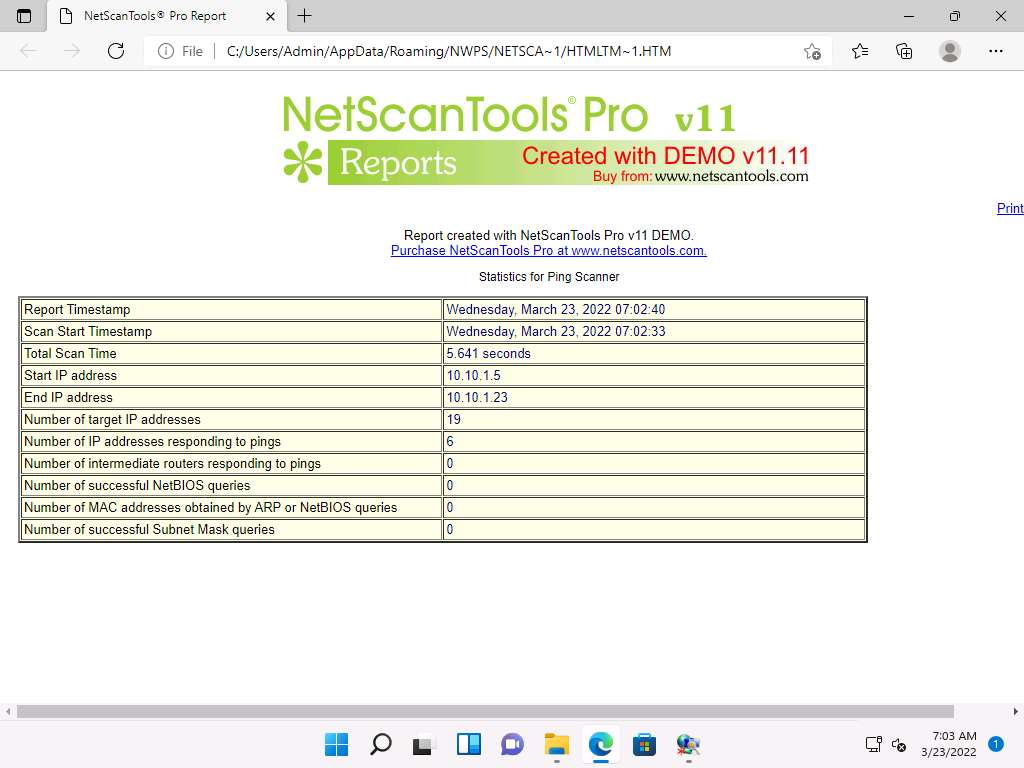 NetScanTools® Pro Report
File
C:/Users/Admin/AppData/Roaming/NWPS/NETSCA~1/HTMLTM~1.HTM
NetScanTools® Pro v11
Reports
Created with DEMO v11.11
Buy from: www.netscantools.com
Print
Report created with NetScanTools Pro v11 DEMO.
Purchase NetScanTools Pro at www.netscantools.com.
Statistics for Ping Scanner
Report Timestamp Wednesday, March 23, 2022 07:02:40
Scan Start Timestamp Wednesday, March 23, 2022 07:02:33
Total Scan Time 5.641 seconds
Start IP address 10.10.1.5
End IP address 10.10.1.23
Number of target IP addresses 19
Number of IP addresses responding to pings 6
Number of intermediate routers responding to pings 0
Number of successful NetBIOS queries 0
Number of MAC addresses obtained by ARP or NetBIOS queries 0
Number of successful Subnet Mask queries 0
7:03 AM
3/23/2022
1